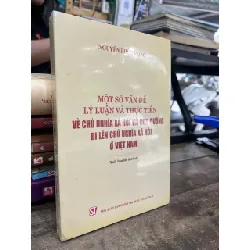 NGUYỄN PHÚ TRỌNG
MỘT SỐ VẤN ĐỀ
LÝ LUẬN VÀ THỰC TIỄN
VỀ CHỦ NGHĨA XÃ HỘI VÀ CON ĐƯỜNG
ĐI LÊN CHỦ NGHĨA XÃ HỘI
Ở VIỆT NAM